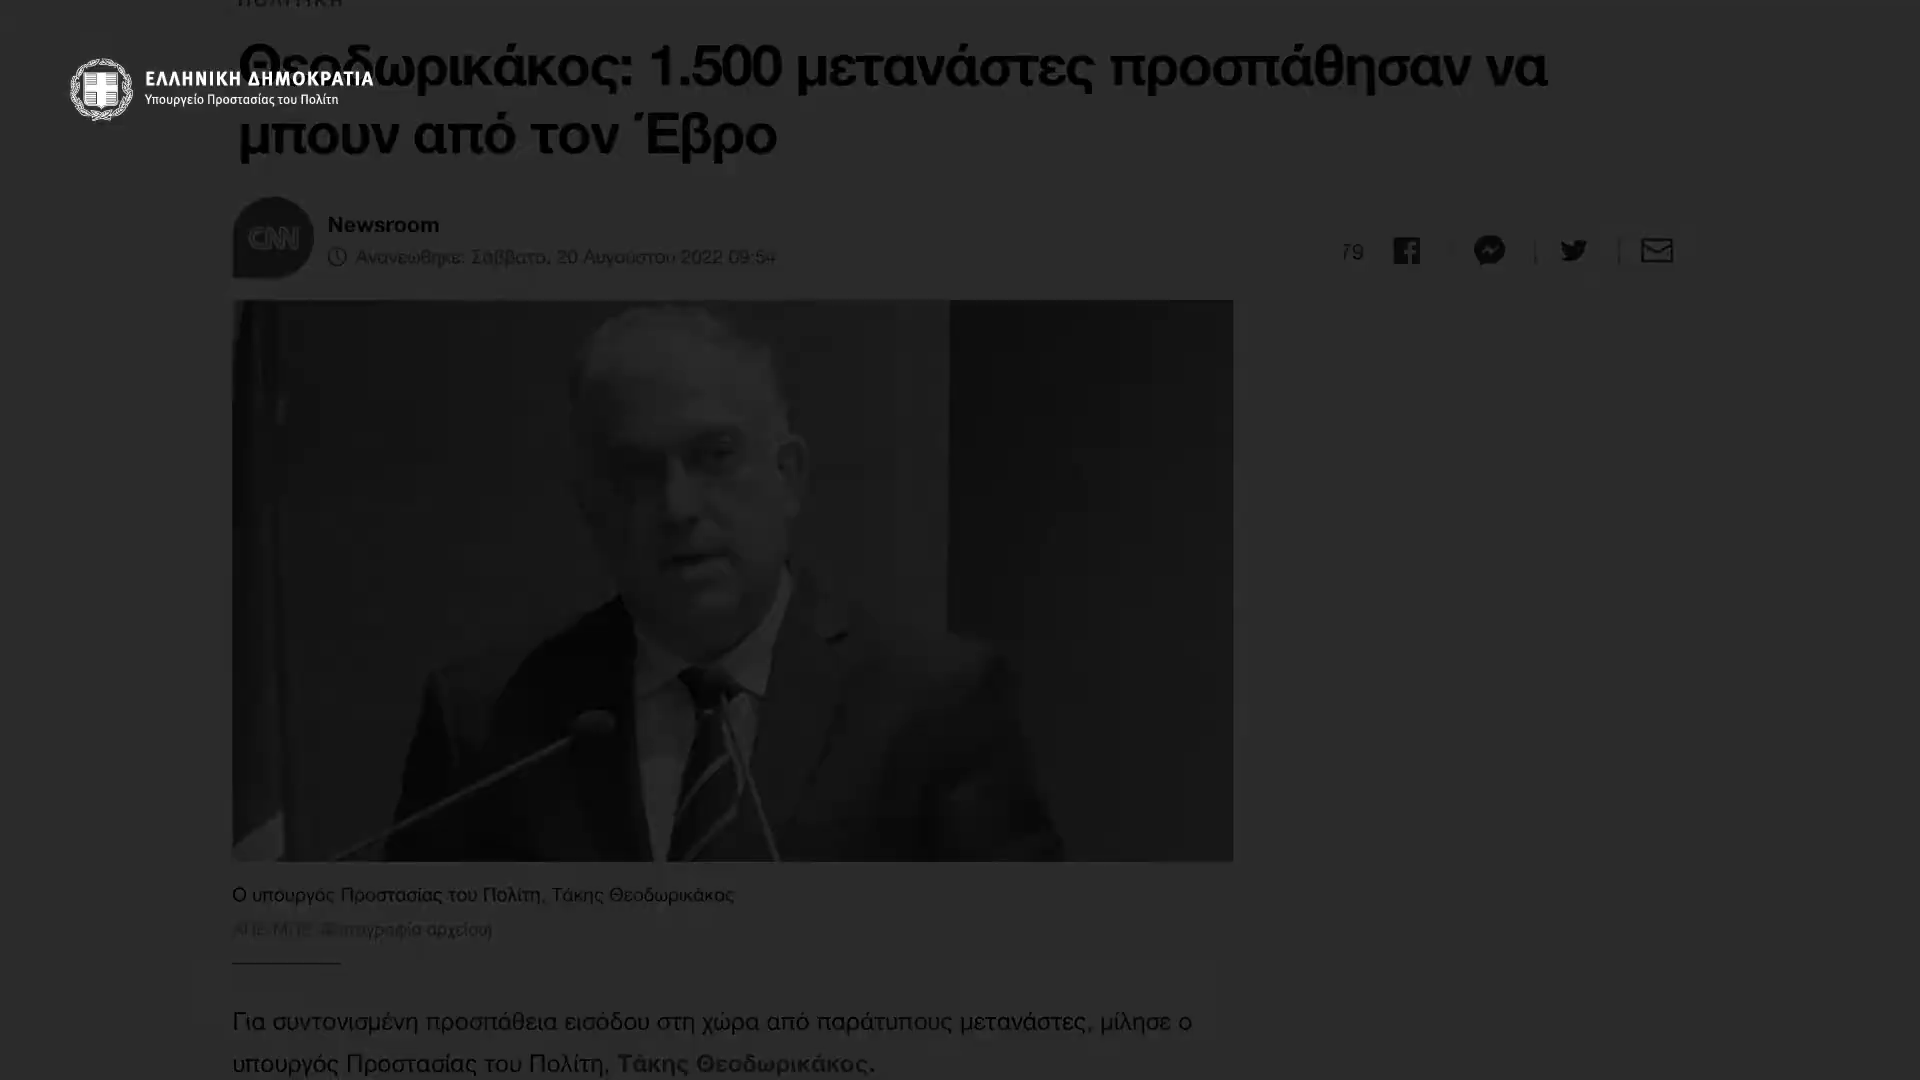 ΠΟΛΙΤΙΚΗ
Θεοδωρικάκος: 1.500 μετανάστες προσπάθησαν να
μπουν από τον Έβρο
ΕΛΛΗΝΙΚΗ ΔΗΜΟΚΡΑΤΙΑ
Υπουργείο Προστασίας του Πολίτη
CNN
Newsroom
Ανανεώθηκε: Σάββατο, 20 Αυγούστου 2022 09:54
79
Ο υπουργός Προστασίας του Πολίτη, Τάκης Θεοδωρικάκος
ΑΠΕ-ΜΠΕ Φωτογραφία αρχείου
Για συντονισμένη προσπάθεια εισόδου στη χώρα από παράτυπους μετανάστες, μίλησε ο
υπουργός Προστασίας του Πολίτη, Τάκης Θεοδωρικάκος.